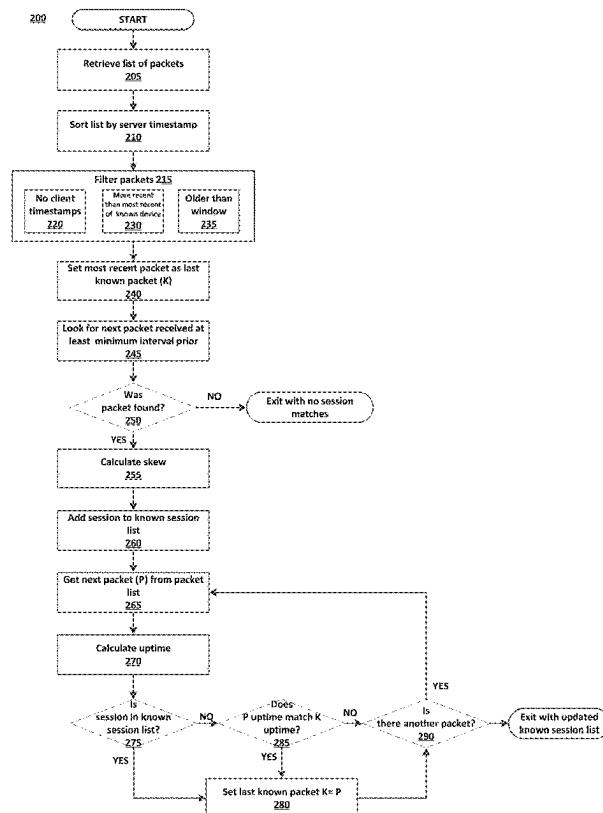 200
START
Retrieve list of packets
205
Sort list by server timestamp
210
Filter packets 215
No client
timestamps
220
More recent
than most recent
of known device
230
Older than
window
235
Set most recent packet as last
known packet (K)
240
Look for next packet received at
least minimum interval prior
245
Was
packet found?
250
NO
Exit with no session
matches
YES
Calculate skew
255
Add session to known session
list
260
Get next packet (P) from packet
list
265
Calculate uptime
270
YES
Is
session in known
session list?
275
NO
Does
P uptime match K
uptime?
285
NO
Is
there another packet?
290
Exit with updated
known session list
YES
YES
Set last known packet K= P
280